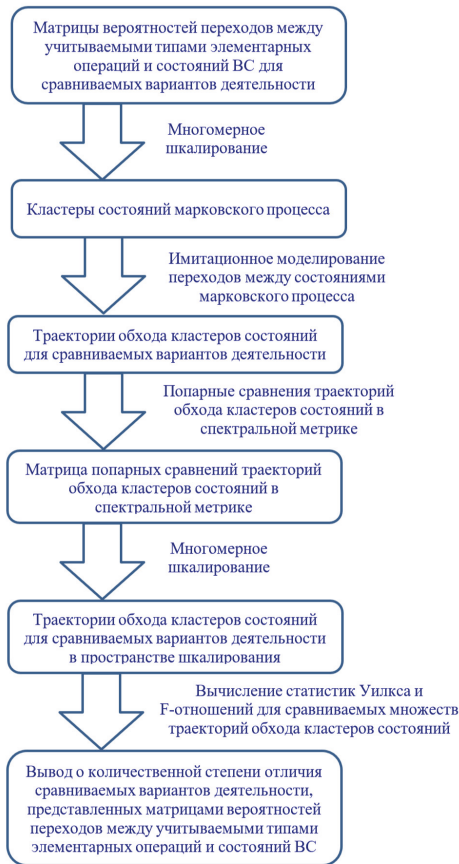 Матрицы вероятностей переходов между
учитываемыми типами элементарных
операций и состояний ВС для
сравниваемых вариантов деятельности
Многомерное
шкалирование
Кластеры состояний марковского процесса
Имитационное моделирование
переходов между состояниями
марковского процесса
Траектории обхода кластеров состояний
для сравниваемых вариантов деятельности
Попарные сравнения траекторий
обхода кластеров состояний в
спектральной метрике
Матрица попарных сравнений траекторий
обхода кластеров состояний в
спектральной метрике
Многомерное
шкалирование
Траектории обхода кластеров состояний
для сравниваемых вариантов деятельности
в пространстве шкалирования
Вычисление статистик Уилкса и
F-отношений для сравниваемых множеств
траекторий обхода кластеров состояний
Вывод о количественной степени отличия
сравниваемых вариантов деятельности,
представленных матрицами вероятностей
переходов между учитываемыми типами
элементарных операций и состояний ВС